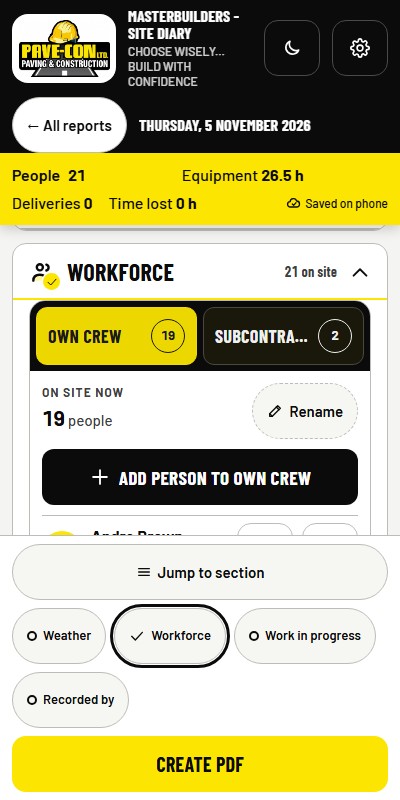 PAVE-CON LTD.
PAVING & CONSTRUCTION
MASTERBUILDERS -
SITE DIARY
CHOOSE WISELY...
BUILD WITH
CONFIDENCE
← All reports
THURSDAY, 5 NOVEMBER 2026
People 21
Equipment 26.5 h
Deliveries 0
Time lost 0 h
Saved on phone
WORKFORCE
21 on site
OWN CREW
19
SUBCONTRA...
2
ON SITE NOW
19 people
Rename
ADD PERSON TO OWN CREW
Jump to section
Weather
Workforce
Work in progress
Recorded by
CREATE PDF